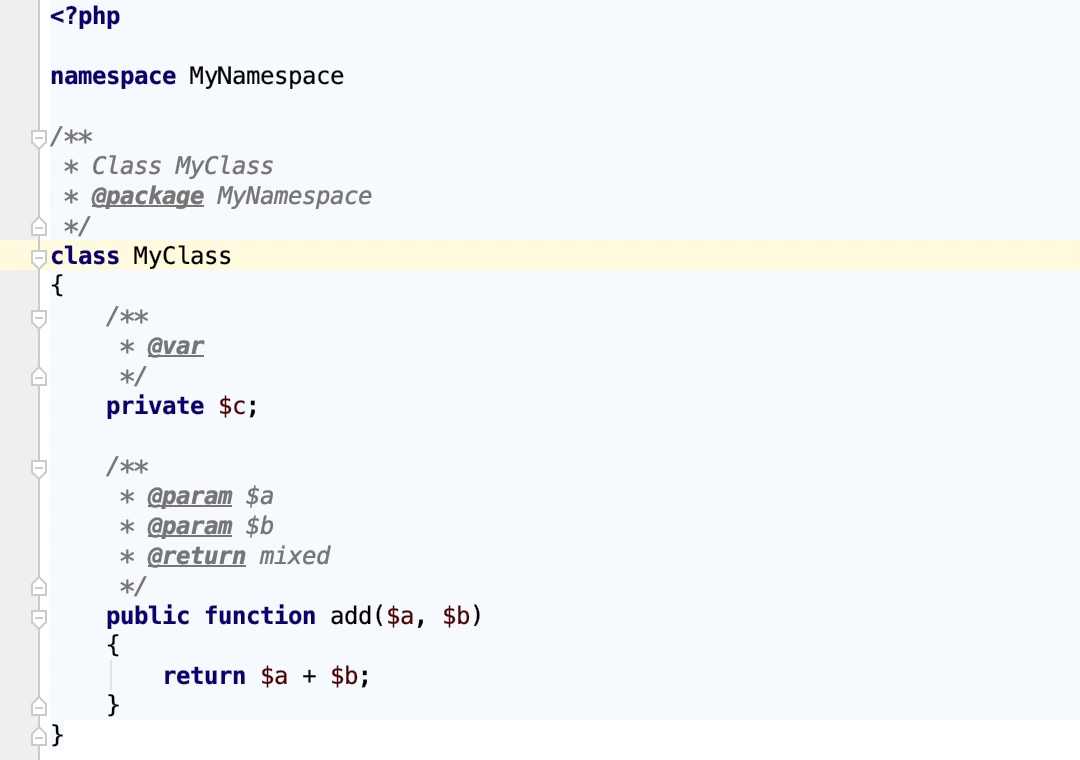 <?php
namespace MyNamespace
/**
 * Class MyClass
 * @package MyNamespace
 */
class MyClass
{
    /**
     * @var
     */
    private $c;
    /**
     * @param $a
     * @param $b
     * @return mixed
     */
    public function add($a, $b)
    {
        return $a + $b;
    }
}